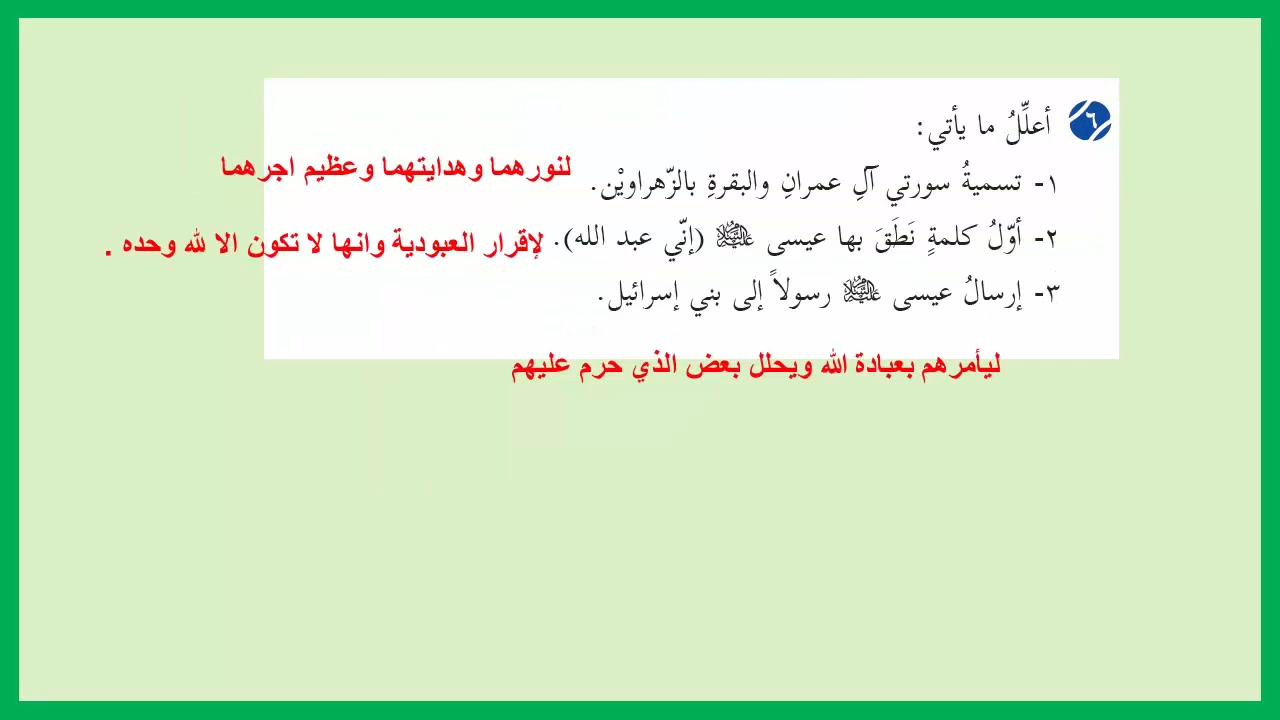 ٦ أعلِّلُ ما يأتي:
١- تسميةُ سورتي آلِ عمرانِ والبقرةِ بالزّهراويْن. لنورهما وهدايتهما وعظيم اجرهما
٢- أوّلُ كلمةٍ نَطَقَ بها عيسى عليه السلام (إنّي عبد الله). لإقرار العبودية وانها لا تكون الا لله وحده .
٣- إرسالُ عيسى عليه السلام رسولاً إلى بني إسرائيل.
ليأمرهم بعبادة الله ويحلل بعض الذي حرم عليهم